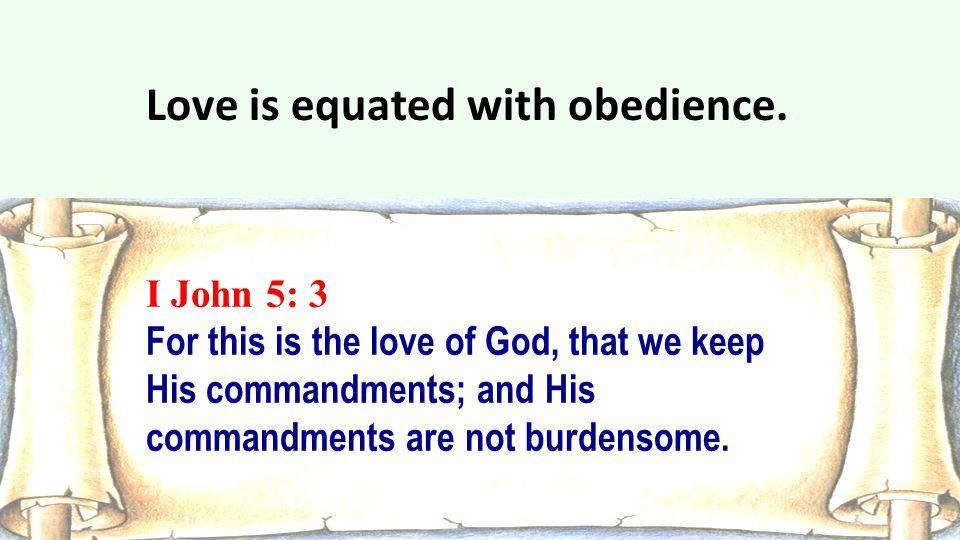 Love is equated with obedience.
I John 5: 3
For this is the love of God, that we keep
His commandments; and His
commandments are not burdensome.